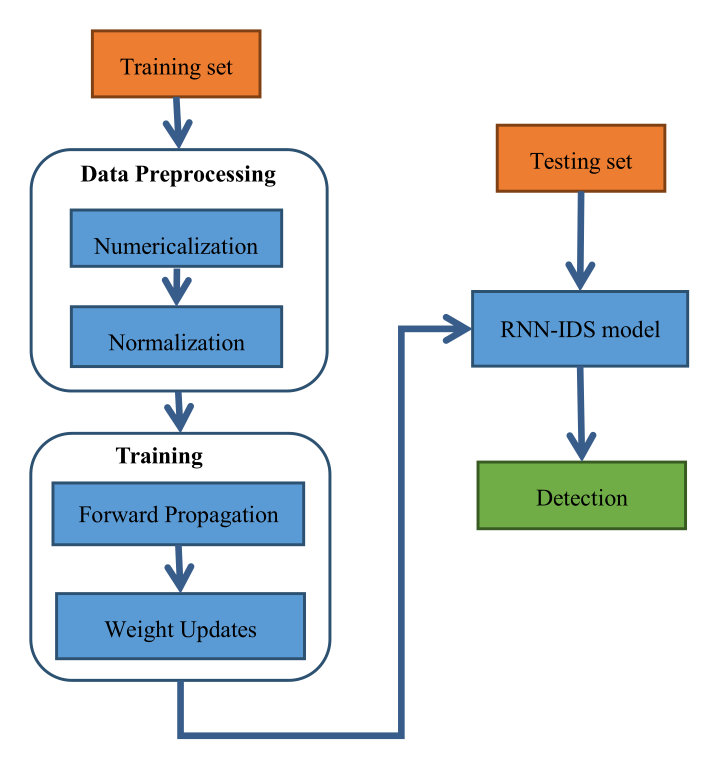 Training set
Data Preprocessing
Numericalization
Normalization
Training
Forward Propagation
Weight Updates
Testing set
RNN-IDS model
Detection